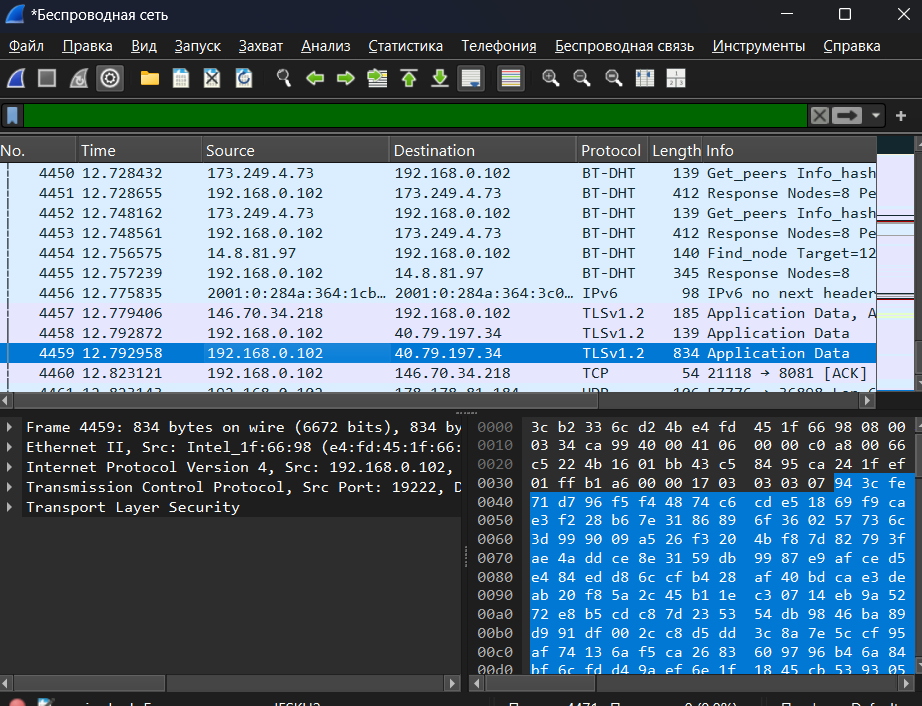 *Беспроводная сеть
Файл Правка Вид Запуск Захват Анализ Статистика Телефония Беспроводная связь Инструменты Справка
No. Time Source Destination Protocol Length Info
4450 12.728432 173.249.4.73 192.168.0.102 BT-DHT 139 Get_peers Info_hash
4451 12.728655 192.168.0.102 173.249.4.73 BT-DHT 412 Response Nodes=8 Pe
4452 12.748162 173.249.4.73 192.168.0.102 BT-DHT 139 Get_peers Info_hash
4453 12.748561 192.168.0.102 173.249.4.73 BT-DHT 412 Response Nodes=8 Pe
4454 12.756575 14.8.81.97 192.168.0.102 BT-DHT 140 Find_node Target=12
4455 12.757239 192.168.0.102 14.8.81.97 BT-DHT 345 Response Nodes=8
4456 12.775835 2001:0:284a:364:1cb… 2001:0:284a:364:3c0… IPv6 98 IPv6 no next header
4457 12.779406 146.70.34.218 192.168.0.102 TLSv1.2 185 Application Data, A
4458 12.792872 192.168.0.102 40.79.197.34 TLSv1.2 139 Application Data
4459 12.792958 192.168.0.102 40.79.197.34 TLSv1.2 834 Application Data
4460 12.823121 192.168.0.102 146.70.34.218 TCP 54 21118 → 8081 [ACK]
Frame 4459: 834 bytes on wire (6672 bits), 834 by
Ethernet II, Src: Intel_1f:66:98 (e4:fd:45:1f:66:
Internet Protocol Version 4, Src: 192.168.0.102,
Transmission Control Protocol, Src Port: 19222, D
Transport Layer Security
0000 3c b2 33 6c d2 4b e4 fd 45 1f 66 98 08 00
0010 03 34 ca 99 40 00 41 06 00 00 c0 a8 00 66
0020 c5 22 4b 16 01 bb 43 c5 84 95 ca 24 1f ef
0030 01 ff b1 a6 00 00 17 03 03 03 07 94 3c fe
0040 71 d7 96 f5 f4 48 74 c6 cd e5 18 69 f9 ca
0050 e3 f2 28 b6 7e 31 86 89 6f 36 02 57 73 6c
0060 3d 99 90 09 a5 26 f3 20 4b f8 7d 82 79 3f
0070 ae 4a dd ce 8e 31 59 db 99 87 e9 af ce d5
0080 e4 84 ed d8 6c cf b4 28 af 40 bd ca e3 de
0090 ab 20 f8 5a 2c 45 b1 1e c3 07 14 eb 9a 52
00a0 72 e8 b5 cd c8 7d 23 53 54 db 98 46 ba 89
00b0 d9 91 df 00 2c c8 d5 dd 3c 8a 7e 5c cf 95
00c0 af 74 13 6a f5 ca 26 83 60 97 96 b4 6a 84
00d0 bf 6c fd d4 9a ef 6e 1f 18 45 cb 53 93 05